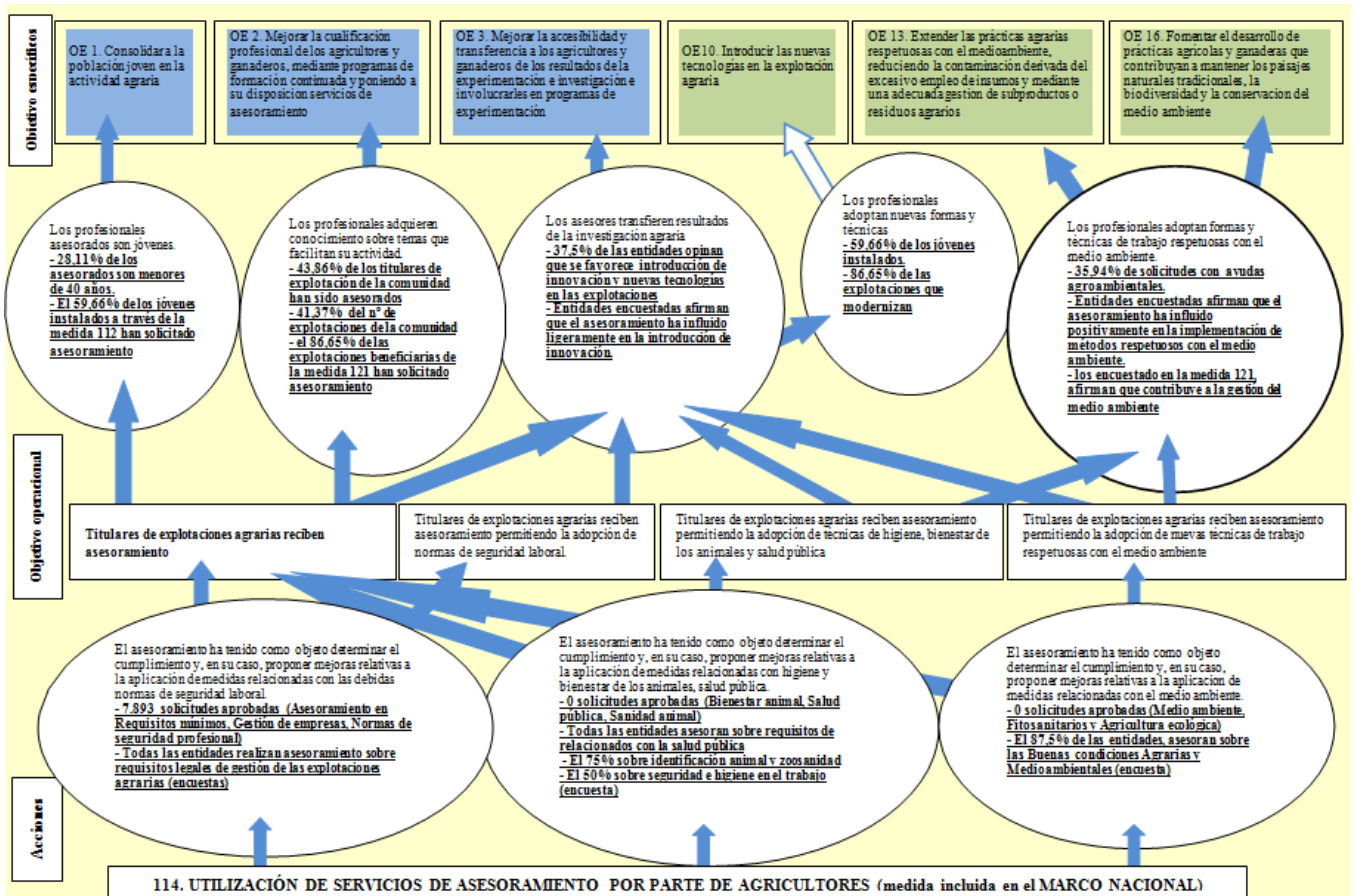 Objetivo específicos
OE 1. Consolidar a la
población joven en la
actividad agraria
OE 2. Mejorar la cualificación
profesional de los agricultores y
ganaderos, mediante programas de
formación continuada y poniendo a
su disposicion servicios de
asesoramiento
OE 3. Mejorar la accesibilidad y
transferencia a los agricultores y
ganaderos de los resultados de la
experimentación e investigación e
involucrarles en programas de
experimentación
OE10. Introducir las nuevas
tecnologías en la explotación
agraria
OE 13. Extender las prácticas agrarias
respetuosas con el medioambiente,
reduciendo la contaminación derivada del
excesivo empleo de insumos y mediante
una adecuada gestion de subproductos o
residuos agrarios
OE 16. Fomentar el desarrollo de
prácticas agrícolas y ganaderas que
contribuyan a mantener los paisajes
naturales tradicionales, la
biodiversidad y la conservacion del
medio ambiente
Los profesionales
asesorados son jóvenes.
- 28,11% de los
asesorados son menores
de 40 años.
- El 59,66% de los jóvenes
instalados a través de la
medida 112 han solicitado
asesoramiento
Los profesionales adquieren
conocimiento sobre temas que
facilitan su actividad.
- 43,86% de los titulares de
explotación de la comunidad
han sido asesorados
- 41,37% del nº de
explotaciones de la comunidad
- el 86,65% de las
explotaciones beneficiarias de
la medida 121 han solicitado
asesoramiento
Los asesores transfieren resultados
de la investigación agraria
- 37,5% de las entidades opinan
que se favorece introducción de
innovación y nuevas tecnologías
en las explotaciones
- Entidades encuestadas afirman
que el asesoramiento ha influido
ligeramente en la introducción de
innovación.
Los profesionales
adoptan nuevas formas y
técnicas
- 59,66% de los jóvenes
instalados.
- 86,65% de las
explotaciones que
modernizan
Los profesionales adoptan formas y
técnicas de trabajo respetuosas con el
medio ambiente.
- 35,94% de solicitudes con ayudas
agroambientales.
- Entidades encuestadas afirman que el
asesoramiento ha influido
positivamente en la implementación de
métodos respetuosos con el medio
ambiente.
- los encuestado en la medida 121,
afirman que contribuye a la gestión del
medio ambiente
Objetivo operacional
Titulares de explotaciones agrarias reciben
asesoramiento
Titulares de explotaciones agrarias reciben
asesoramiento permitiendo la adopción de
normas de seguridad laboral.
Titulares de explotaciones agrarias reciben asesoramiento
permitiendo la adopción de técnicas de higiene, bienestar de
los animales y salud pública
Titulares de explotaciones agrarias reciben asesoramiento
permitiendo la adopción de nuevas técnicas de trabajo
respetuosas con el medio ambiente
Acciones
El asesoramiento ha tenido como objeto determinar el
cumplimiento y, en su caso, proponer mejoras relativas a
la aplicación de medidas relacionadas con las debidas
normas de seguridad laboral.
- 7.893 solicitudes aprobadas (Asesoramiento en
Requisitos mínimos, Gestión de empresas, Normas de
seguridad profesional)
- Todas las entidades realizan asesoramiento sobre
requisitos legales de gestión de las explotaciones
agrarias (encuestas)
El asesoramiento ha tenido como objeto determinar el
cumplimiento y, en su caso, proponer mejoras relativas a
la aplicación de medidas relacionadas con higiene y
bienestar de los animales, salud pública.
- 0 solicitudes aprobadas (Bienestar animal, Salud
pública, Sanidad animal)
- Todas las entidades asesoran sobre requisitos de
relacionados con la salud pública
- El 75% sobre identificación animal y zoosanidad
- El 50% sobre seguridad e higiene en el trabajo
(encuesta)
El asesoramiento ha tenido como objeto
determinar el cumplimiento y, en su caso,
proponer mejoras relativas a la aplicación de
medidas relacionadas con el medio ambiente.
- 0 solicitudes aprobadas (Medio ambiente,
Fitosanitarios y Agricultura ecológica)
- El 87,5% de las entidades, asesoran sobre
las Buenas condiciones Agrarias y
Medioambientales (encuesta)
114. UTILIZACIÓN DE SERVICIOS DE ASESORAMIENTO POR PARTE DE AGRICULTORES (medida incluida en el MARCO NACIONAL)